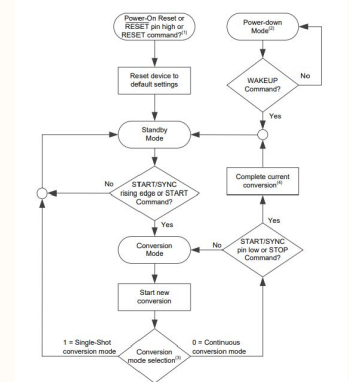 Power-On Reset or
RESET pin high or
RESET command?(1)
Reset device to
default settings
Standby
Mode
No
START/SYNC
rising edge or START
Command?
Yes
Conversion
Mode
Start new
conversion
1 = Single-Shot
conversion mode
Conversion
mode selection(3)
0 = Continuous
conversion mode
Power-down
Mode(2)
WAKEUP
Command?
No
Yes
Complete current
conversion(4)
Yes
START/SYNC
pin low or STOP
Command?
No